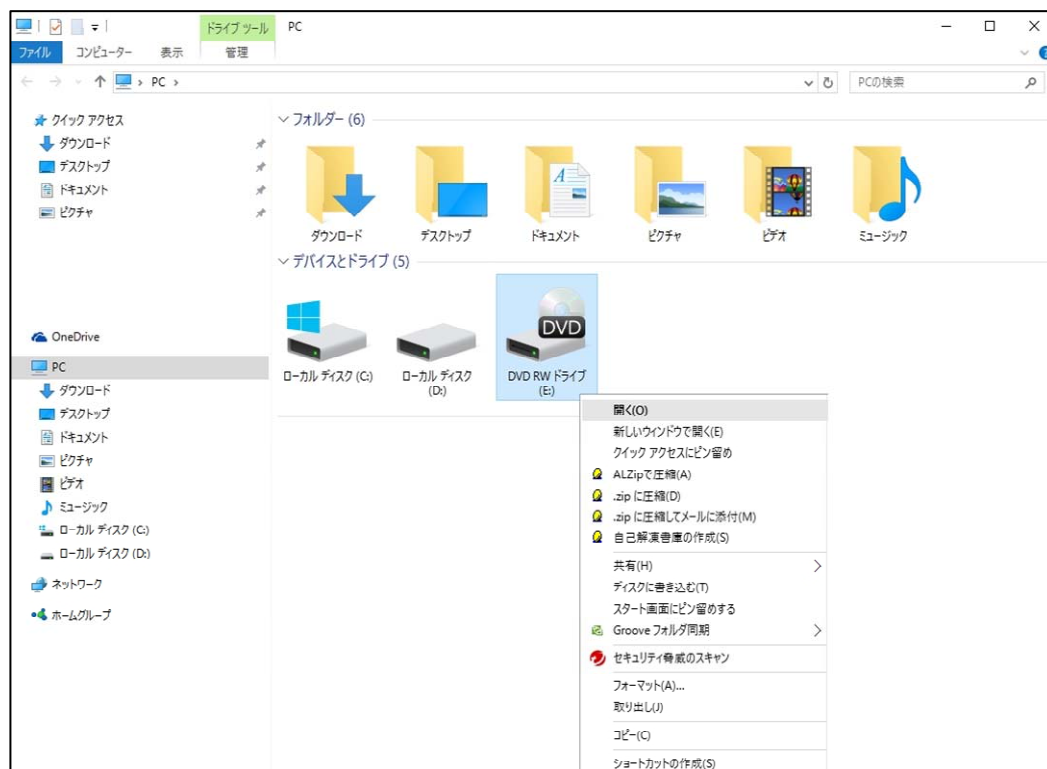 ドライブ ツール PC
ファイル コンピューター 表示 管理
PC PCの検索
クイック アクセス
ダウンロード
デスクトップ
ドキュメント
ピクチャ
OneDrive
PC
ダウンロード
デスクトップ
ドキュメント
ピクチャ
ビデオ
ミュージック
ローカル ディスク (C:)
ローカル ディスク (D:)
ネットワーク
ホームグループ
フォルダー (6)
ダウンロード デスクトップ ドキュメント ピクチャ ビデオ ミュージック
デバイスとドライブ (5)
DVD
ローカル ディスク (C:) ローカル ディスク (D:) DVD RW ドライブ (E:)
開く(O)
新しいウィンドウで開く(E)
クイック アクセスにピン留め
ALZipで圧縮(A)
.zip に圧縮(D)
.zip に圧縮してメールに添付(M)
自己解凍書庫の作成(S)
共有(H)
ディスクに書き込む(T)
スタート画面にピン留めする
Groove フォルダ同期
セキュリティ脅威のスキャン
フォーマット(A)...
取り出し(J)
コピー(C)
ショートカットの作成(S)